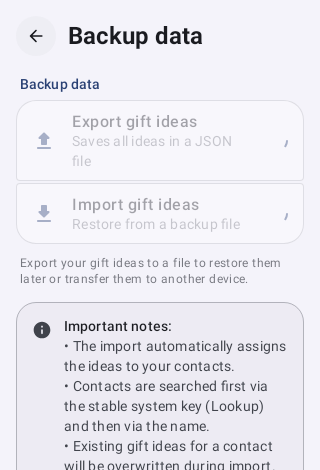 Backup data
Backup data
Export gift ideas
Saves all ideas in a JSON
file
Import gift ideas
Restore from a backup file
Export your gift ideas to a file to restore them
later or transfer them to another device.
Important notes:
• The import automatically assigns
the ideas to your contacts.
• Contacts are searched first via
the stable system key (Lookup)
and then via the name.
• Existing gift ideas for a contact
will be overwritten during import.